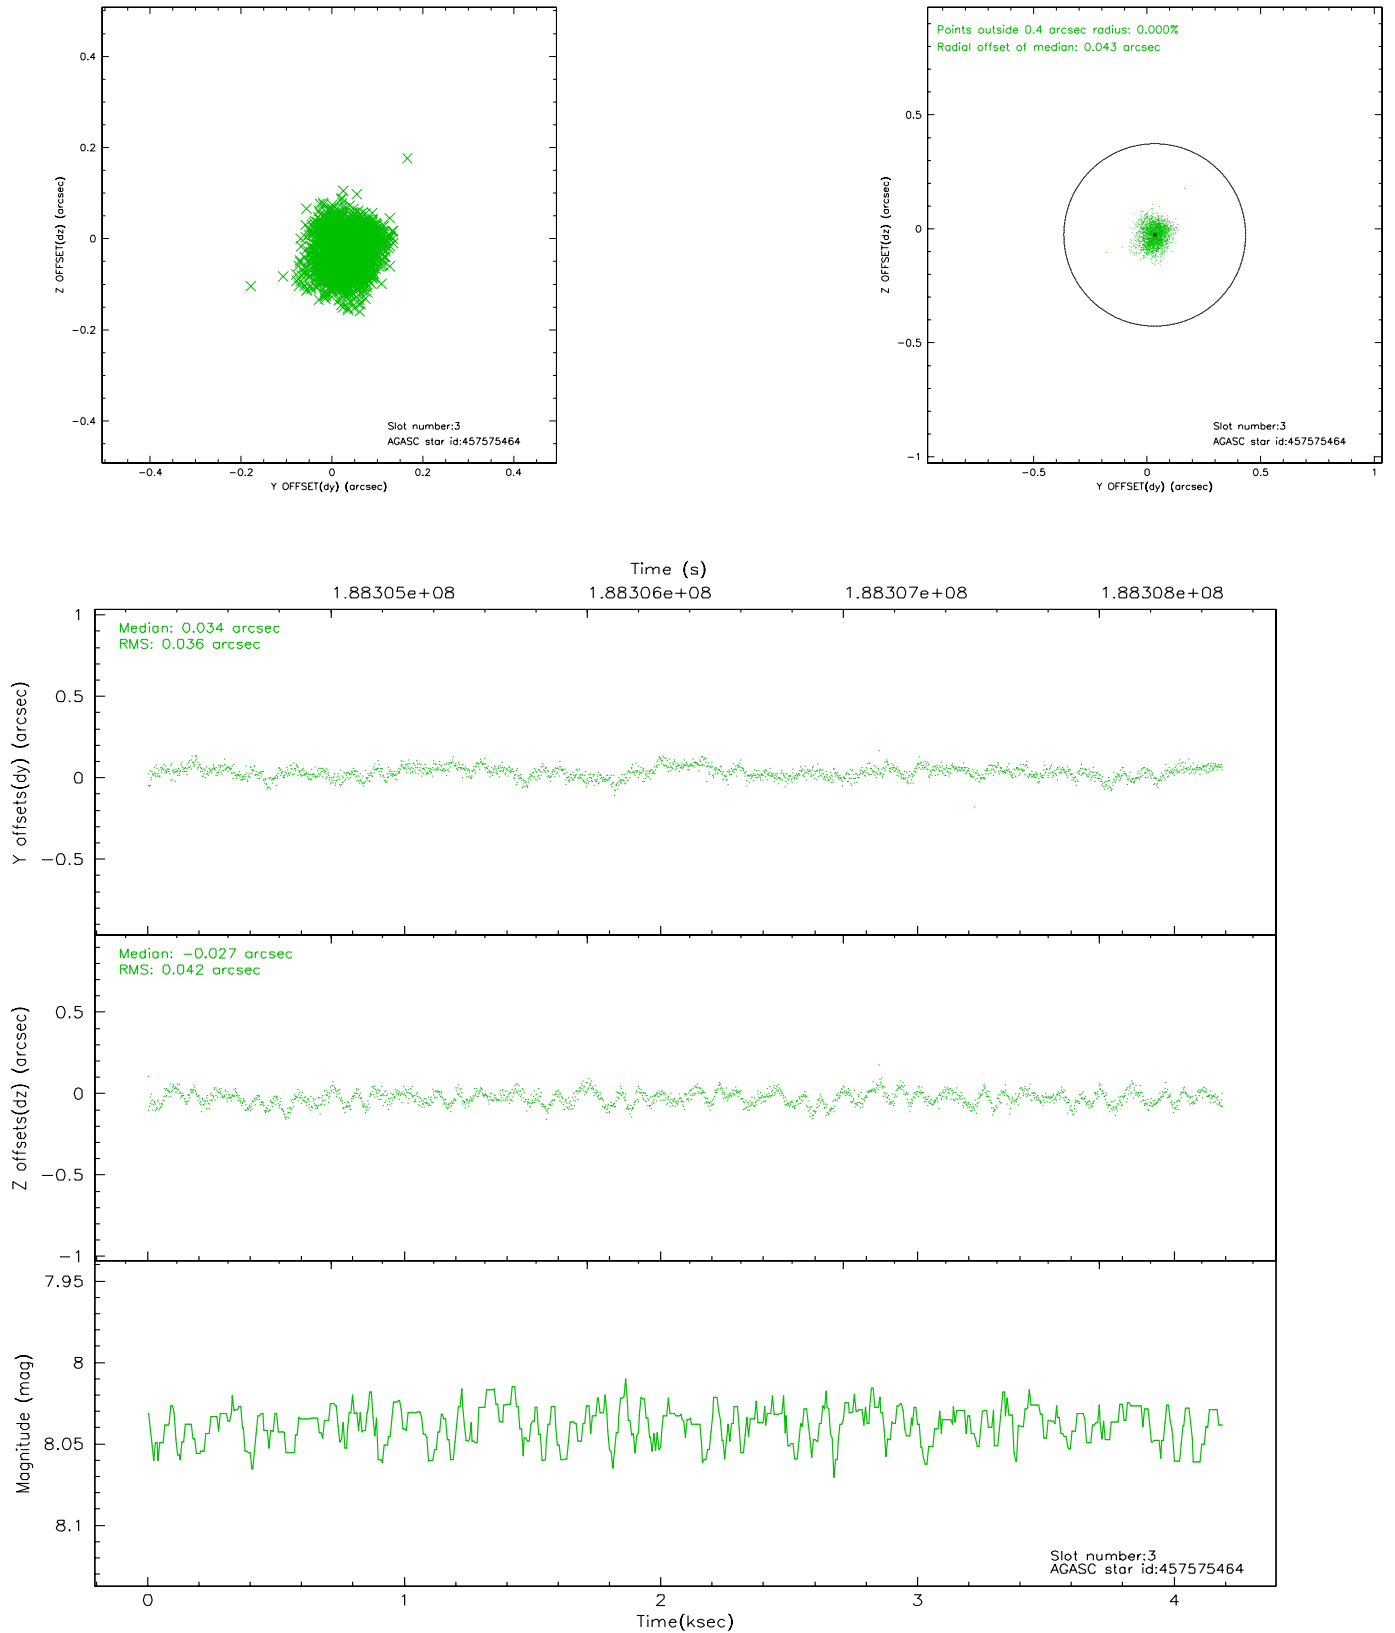 0.4
0.2
0
-0.2
-0.4
Z OFFSET(dz) (arcsec)
Slot number:3
AGASC star id:457575464
-0.4 -0.2 0 0.2 0.4
Y OFFSET(dy) (arcsec)
Points outside 0.4 arcsec radius: 0.000%
Radial offset of median: 0.043 arcsec
0.5
0
-0.5
-1
Z OFFSET(dz) (arcsec)
Slot number:3
AGASC star id:457575464
-0.5 0 0.5 1
Y OFFSET(dy) (arcsec)
Time (s)
1.88305e+08 1.88306e+08 1.88307e+08 1.88308e+08
Median: 0.034 arcsec
RMS: 0.036 arcsec
1
0.5
0
-0.5
Y offsets(dy) (arcsec)
Median: -0.027 arcsec
RMS: 0.042 arcsec
0.5
0
-0.5
-1
Z offsets(dz) (arcsec)
7.95
8
8.05
8.1
Magnitude (mag)
Slot number:3
AGASC star id:457575464
0 1 2 3 4
Time(ksec)